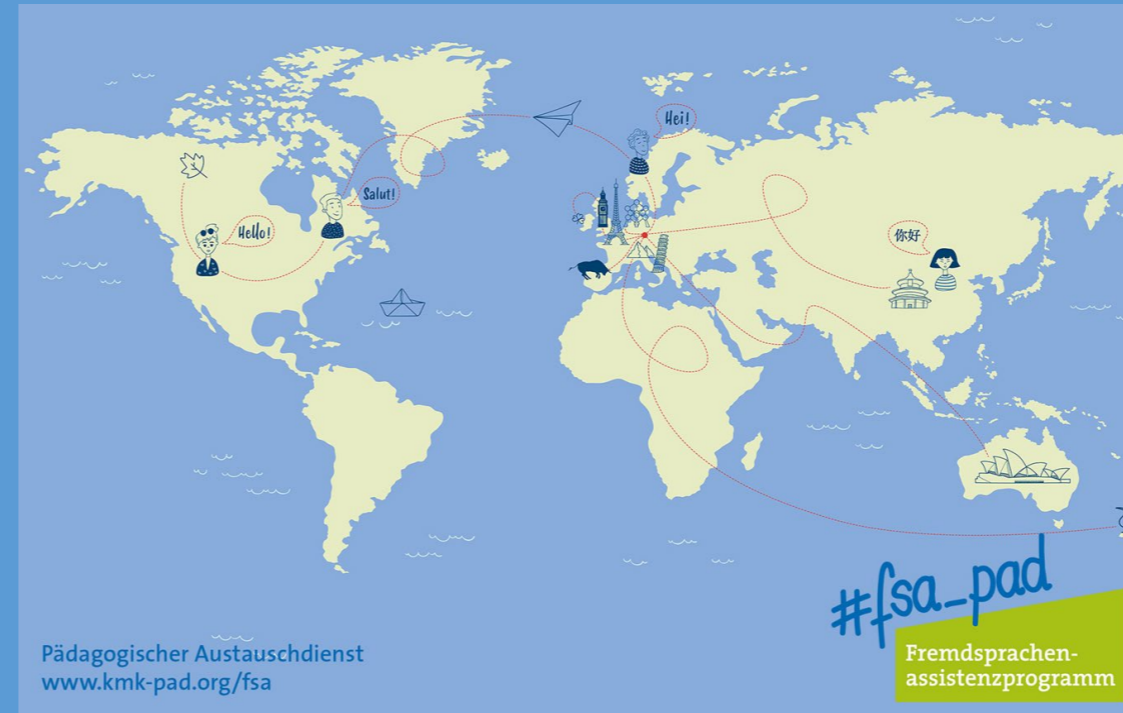 Hei!
Salut!
Hello!
你好
#fsa_pad
Pädagogischer Austauschdienst
www.kmk-pad.org/fsa
Fremdsprachen-
assistenzprogramm